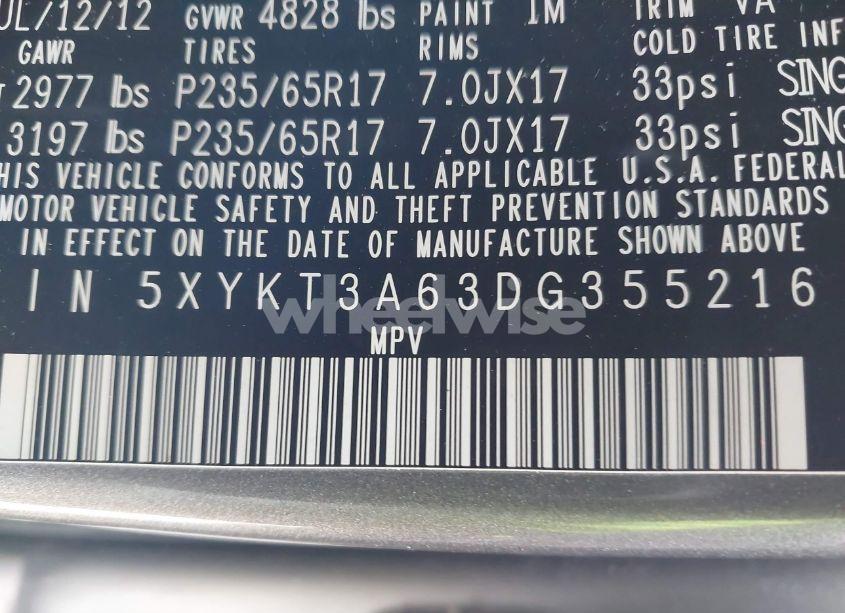 UL/12/12 GVWR 4828 lbs PAINT 1M TRIM VA
GAWR TIRES RIMS COLD TIRE INF
T 2977 lbs P235/65R17 7.0JX17 33psi SING
3197 lbs P235/65R17 7.0JX17 33psi SING
HIS VEHICLE CONFORMS TO ALL APPLICABLE U.S.A. FEDERAL
MOTOR VEHICLE SAFETY AND THEFT PREVENTION STANDARDS
IN EFFECT ON THE DATE OF MANUFACTURE SHOWN ABOVE
IN 5XYKT3A63DG355216
wheelwise
MPV